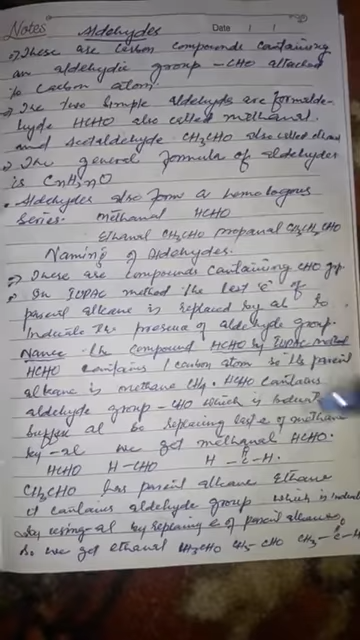 Notes
Aldehydes
Date
These are carbon compounds containing
an aldehydic group -CHO attached
to carbon atom.
The two simple aldehyds are formalde-
hyde HCHO also called methanal.
and Acetaldehyde CH3CHO also called
The general formula of aldehydes
is CnH2nO
Aldehydes also form a homologous
series. methanal HCHO
Ethanal CH3CHO propanal CH3CH2CHO
Naming of Aldehydes.
These are compounds containing CHO gp.
In IUPAC method the last 'e' of
parent alkane is replaced by al to
indicate the presence of aldehyde group.
Name the compound HCHO by IUPAC method
HCHO contains 1 carbon atom so its parent
alkane is methane CH4. HCHO contains
aldehyde group -CHO which is
suffix al so replacing last e of methane
by -al we get methanal HCHO.
HCHO H-CHO H-C-H. O
CH3CHO has parent alkane Ethane
it contains aldehyde group which is
by using -al by replacing e of parent alkane,
so we get ethanal CH3CHO CH3-CHO CH3-C-H O